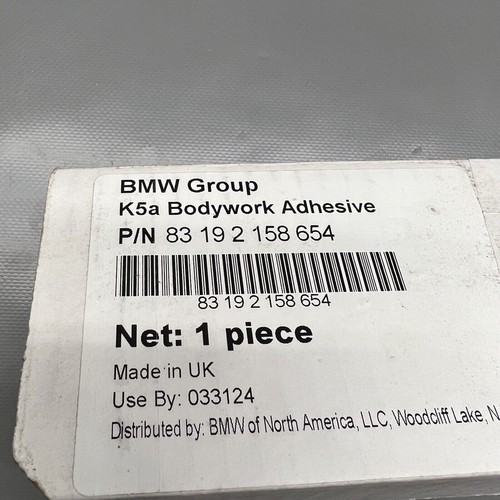 BMW Group
K5a Bodywork Adhesive
P/N 83 19 2 158 654
83 19 2 158 654
Net: 1 piece
Made in UK
Use By: 033124
Distributed by: BMW of North America, LLC, Woodcliff Lake, N